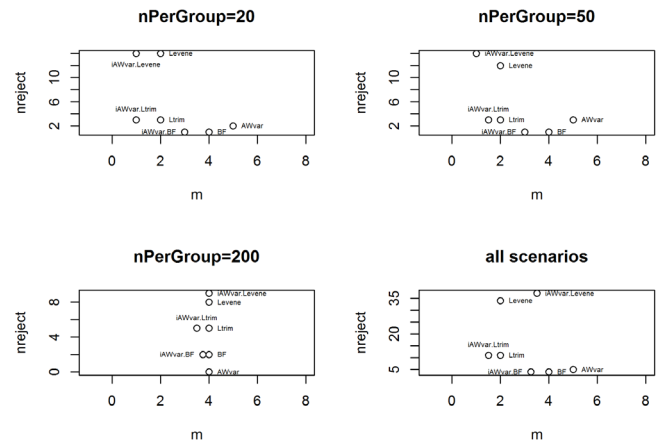 nPerGroup=20
nreject
10
6
2
Levene
iAWvar.Levene
iAWvar.Ltrim
Ltrim
AWvar
iAWvar.BF
BF
0 2 4 6 8
m
nPerGroup=50
nreject
10
6
2
iAWvar.Levene
Levene
iAWvar.Ltrim
Ltrim
AWvar
iAWvar.BF
BF
0 2 4 6 8
m
nPerGroup=200
nreject
8
4
0
iAWvar.Levene
Levene
iAWvar.Ltrim
Ltrim
iAWvar.BF
BF
AWvar
0 2 4 6 8
m
all scenarios
nreject
35
20
5
iAWvar.Levene
Levene
iAWvar.Ltrim
Ltrim
iAWvar.BF
BF
AWvar
0 2 4 6 8
m